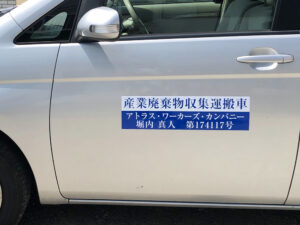 産業廃棄物収集運搬車
アトラス・ワーカーズ・カンパニー
堀内 真人 第174117号